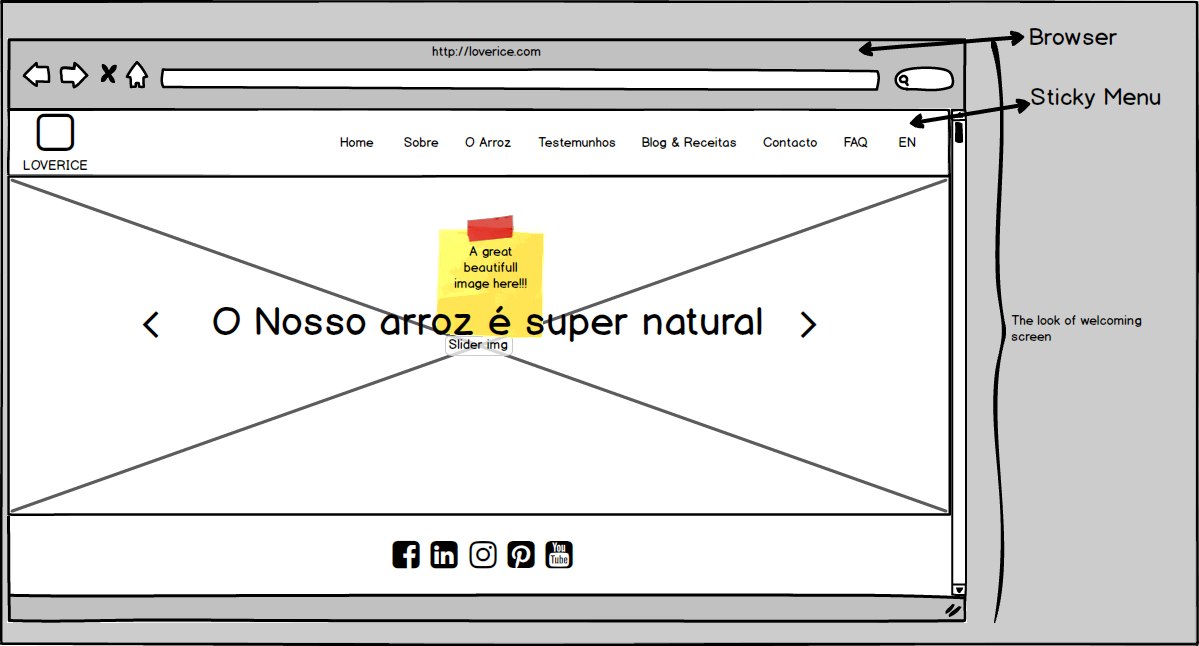 http://loverice.com
Browser
Sticky Menu
LOVERICE
Home Sobre O Arroz Testemunhos Blog & Receitas Contacto FAQ EN
A great
beautifull
image here!!!
O Nosso arroz é super natural
Slider img
The look of welcoming
screen
You
Tube